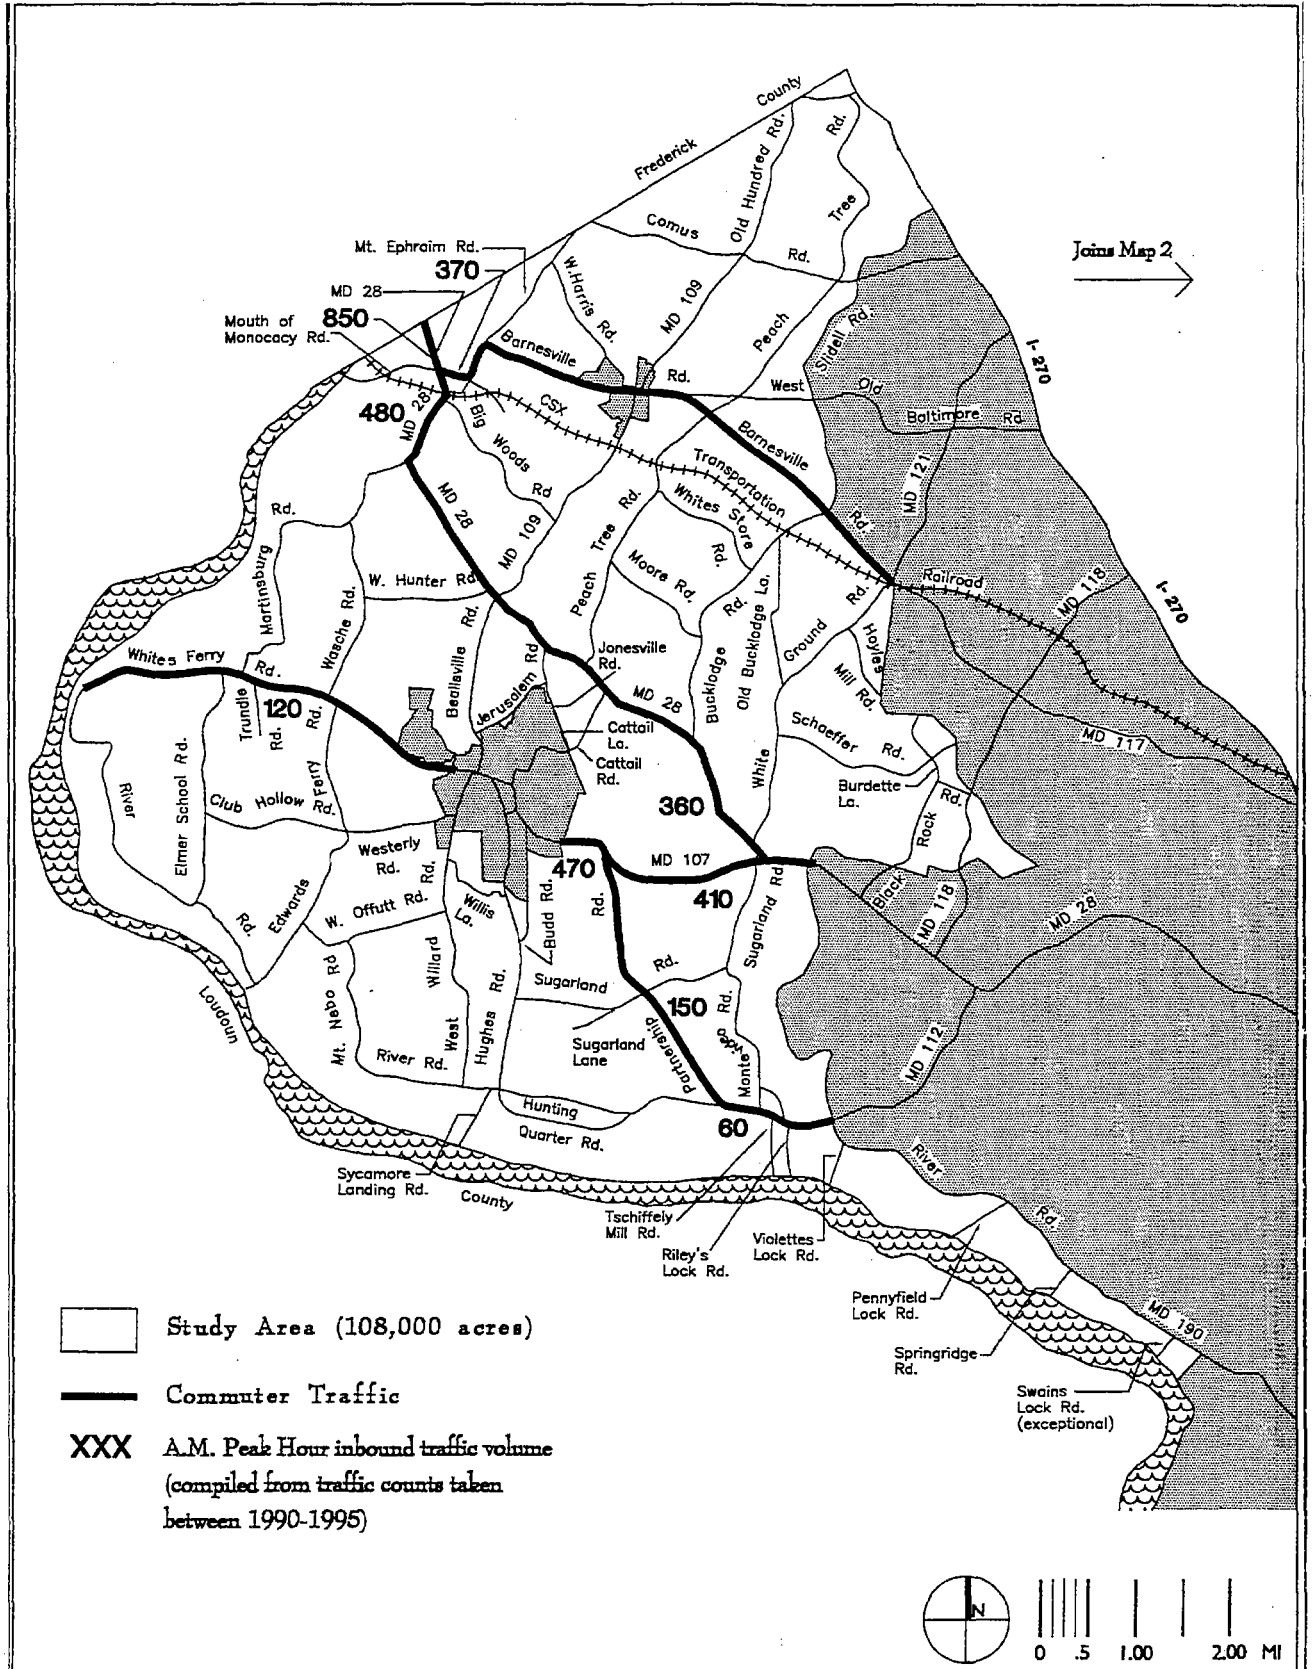 County
Frederick
Old Hundred Rd.
Rd.
Tree
Comus
Rd.
Joins Map 2
Mt. Ephraim Rd.
370
MD 28
850
Mouth of
Monocacy Rd.
W.Harris Rd.
MD 109
Peach
Slidell Rd.
I-270
Barnesville
Rd.
West
Old
Baltimore Rd
480
MD 28
CSX
Big
Woods
Rd
Barnesville
Rd.
Transportation
MD 121
Rd.
MD 28
MD 109
Whites Store
Rd.
Tree
Rd.
Peach
Martinsburg
W. Hunter Rd.
Moore Rd.
Railroad
MD 118
I-270
Wasche Rd.
Beallsville
Rd.
Rd.
Old Bucklodge La.
Ground
Rd.
Hoyles
Mill Rd.
Whites Ferry
Rd.
Jonesville
Rd.
Jerusalem
Rd
MD 28
Bucklodge
Trundle
Rd.
120
Rd.
Cattail
La.
Cattail
Rd.
Schaeffer
Rd.
MD 117
White
River
Elmer School Rd.
Club Hollow Rd.
Ferry
360
Burdette
La.
Rd.
Rock
Westerly
Rd.
Rd.
470
MD 107
410
Black
MD 118
MD 28
Edwards
Rd.
W. Offutt Rd.
Willis
La.
Budd Rd.
Rd.
Sugarland Rd.
Willard
Mt. Nebo Rd
Sugarland
Rd.
Loudoun
West
Hughes
Rd.
150
Rd.
Sugarland
Lane
Partnership
Montevideo
MD 112
River Rd.
Hunting
Quarter Rd.
60
Sycamore
Landing Rd.
County
Tschiffely
Mill Rd.
Riley's
Lock Rd.
Violettes
Lock Rd.
River
Rd.
Pennyfield
Lock Rd.
MD 190
Springridge
Rd.
Swains
Lock Rd.
(exceptional)
Study Area (108,000 acres)
Commuter Traffic
XXX A.M. Peak Hour inbound traffic volume
(compiled from traffic counts taken
between 1990-1995)
N
0 .5 1.00 2.00 MI